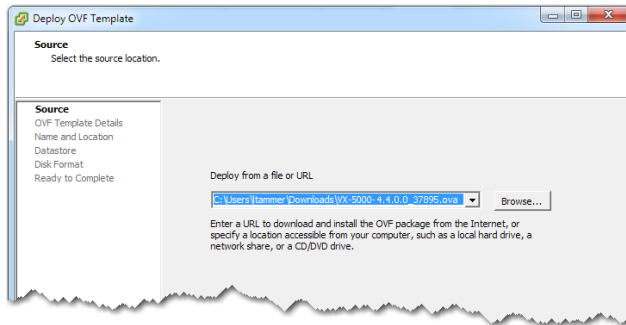 Deploy OVF Template
Source
Select the source location.
Source
OVF Template Details
Name and Location
Datastore
Disk Format
Ready to Complete
Deploy from a file or URL
C:\Users\jtammer\Downloads\VX-5000-4.4.0.0_37895.ova
Browse...
Enter a URL to download and install the OVF package from the Internet, or
specify a location accessible from your computer, such as a local hard drive, a
network share, or a CD/DVD drive.